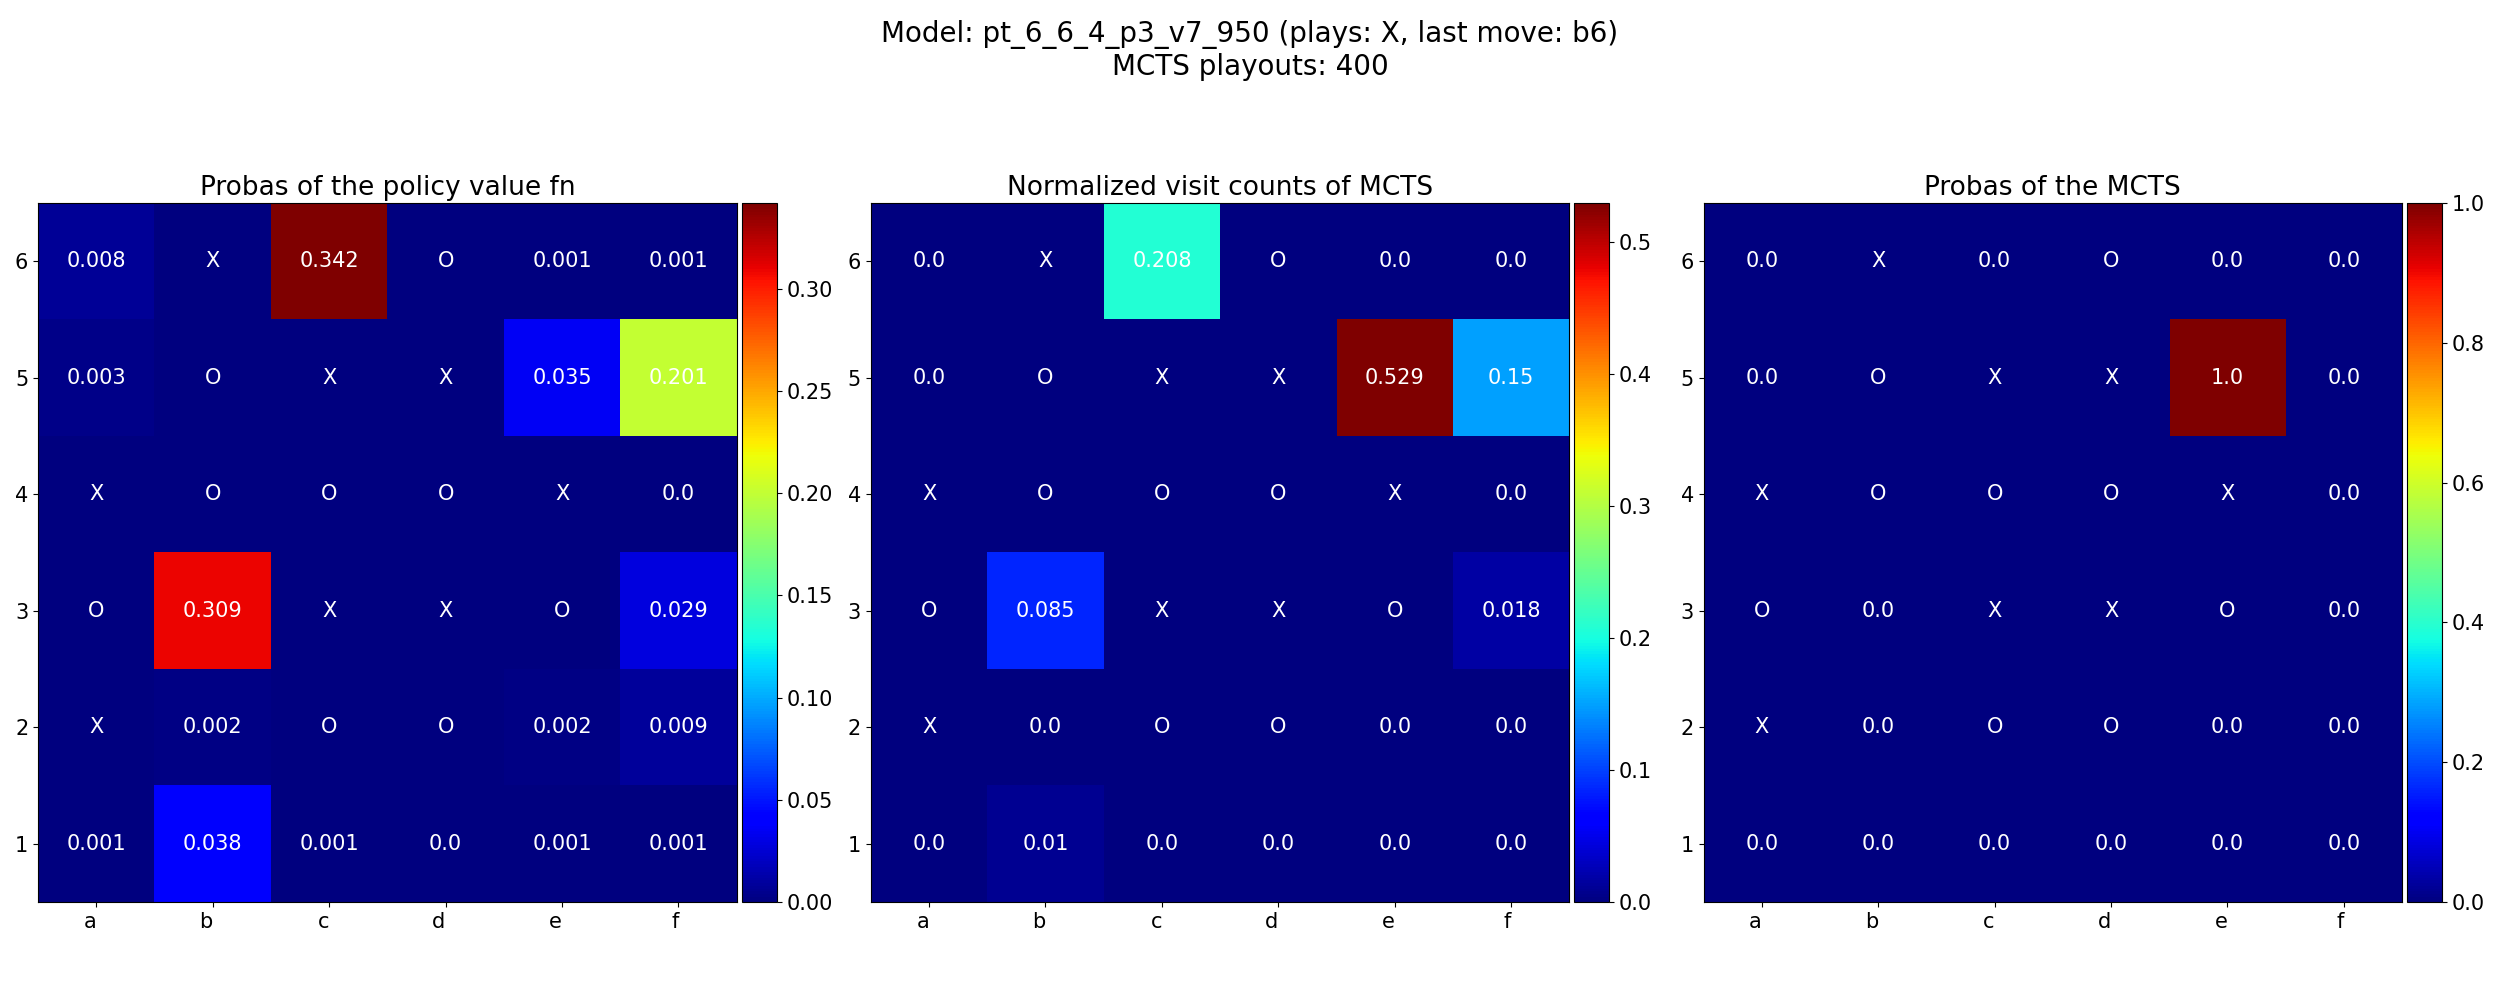 Model: pt_6_6_4_p3_v7_950 (plays: X, last move: b6)
MCTS playouts: 400
Probas of the policy value fn
6 0.008 X 0.342 O 0.001 0.001
5 0.003 O X X 0.035 0.201
4 X O O O X 0.0
3 O 0.309 X X O 0.029
2 X 0.002 O O 0.002 0.009
1 0.001 0.038 0.001 0.0 0.001 0.001
a b c d e f
0.30
0.25
0.20
0.15
0.10
0.05
0.00
Normalized visit counts of MCTS
6 0.0 X 0.208 O 0.0 0.0
5 0.0 O X X 0.529 0.15
4 X O O O X 0.0
3 O 0.085 X X O 0.018
2 X 0.0 O O 0.0 0.0
1 0.0 0.01 0.0 0.0 0.0 0.0
a b c d e f
0.5
0.4
0.3
0.2
0.1
0.0
Probas of the MCTS
6 0.0 X 0.0 O 0.0 0.0
5 0.0 O X X 1.0 0.0
4 X O O O X 0.0
3 O 0.0 X X O 0.0
2 X 0.0 O O 0.0 0.0
1 0.0 0.0 0.0 0.0 0.0 0.0
a b c d e f
1.0
0.8
0.6
0.4
0.2
0.0